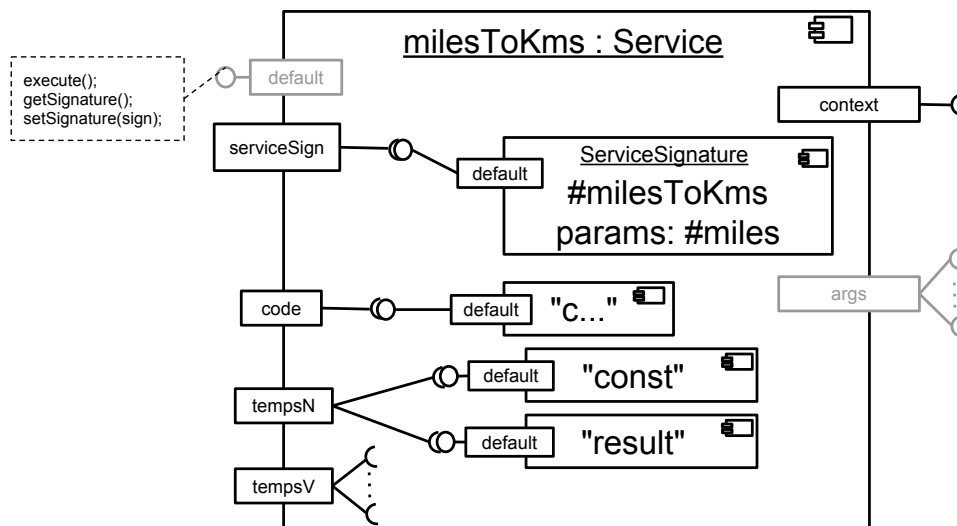 milesToKms : Service
execute();
getSignature();
setSignature(sign);
default
context
serviceSign
default
ServiceSignature
#milesToKms
params: #miles
args
code
default
"c..."
tempsN
default
"const"
default
"result"
tempsV